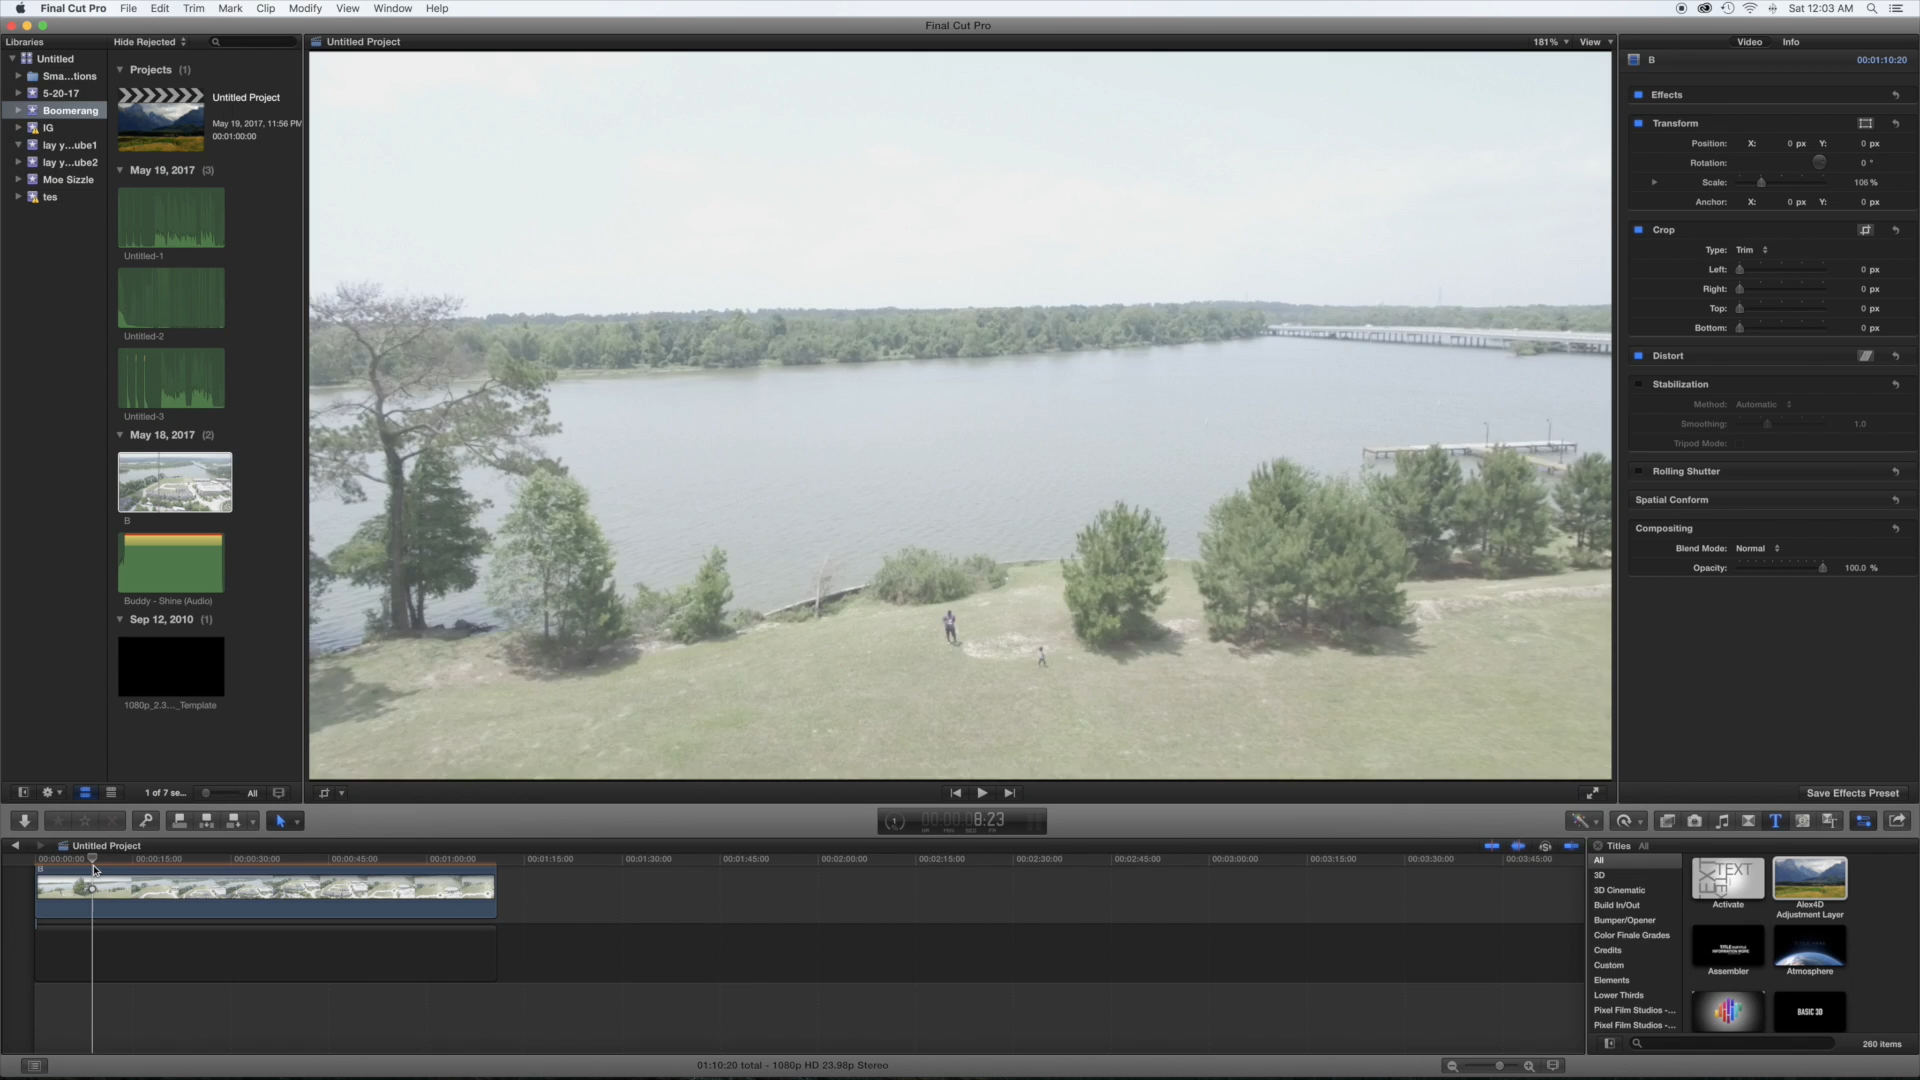 Final Cut Pro File Edit Trim Mark Clip Modify View Window Help
Sat 12:03 AM
Final Cut Pro
Libraries
Untitled
Sma...tions
5-20-17
Boomerang
IG
lay y...ube1
lay y...ube2
Moe Sizzle
tes
Hide Rejected
Projects (1)
Untitled Project
May 19, 2017, 11:56 PM
00:01:00:00
May 19, 2017 (3)
Untitled-1
Untitled-2
Untitled-3
May 18, 2017 (2)
B
Buddy - Shine (Audio)
Sep 12, 2010 (1)
1080p_2.3..._Template
1 of 7 se...
All
Untitled Project
181%
View
Video
Info
B
00:01:10:20
Effects
Transform
Position: X: 0 px Y: 0 px
Rotation: 0 °
Scale: 106 %
Anchor: X: 0 px Y: 0 px
Crop
Type: Trim
Left: 0 px
Right: 0 px
Top: 0 px
Bottom: 0 px
Distort
Stabilization
Method: Automatic
Smoothing: 1.0
Tripod Mode:
Rolling Shutter
Spatial Conform
Compositing
Blend Mode: Normal
Opacity: 100.0 %
Save Effects Preset
8:23
Untitled Project
00:00:00:00 00:00:15:00 00:00:30:00 00:00:45:00 00:01:00:00 00:01:15:00 00:01:30:00 00:01:45:00 00:02:00:00 00:02:15:00 00:02:30:00 00:02:45:00 00:03:00:00 00:03:15:00 00:03:30:00 00:03:45:00
B
Titles All
All
3D
3D Cinematic
Build In/Out
Bumper/Opener
Color Finale Grades
Credits
Custom
Elements
Lower Thirds
Pixel Film Studios -...
Pixel Film Studios -...
TEXT
Activate
Alex4D
Adjustment Layer
Assembler
Atmosphere
BASIC 3D
260 items
01:10:20 total - 1080p HD 23.98p Stereo